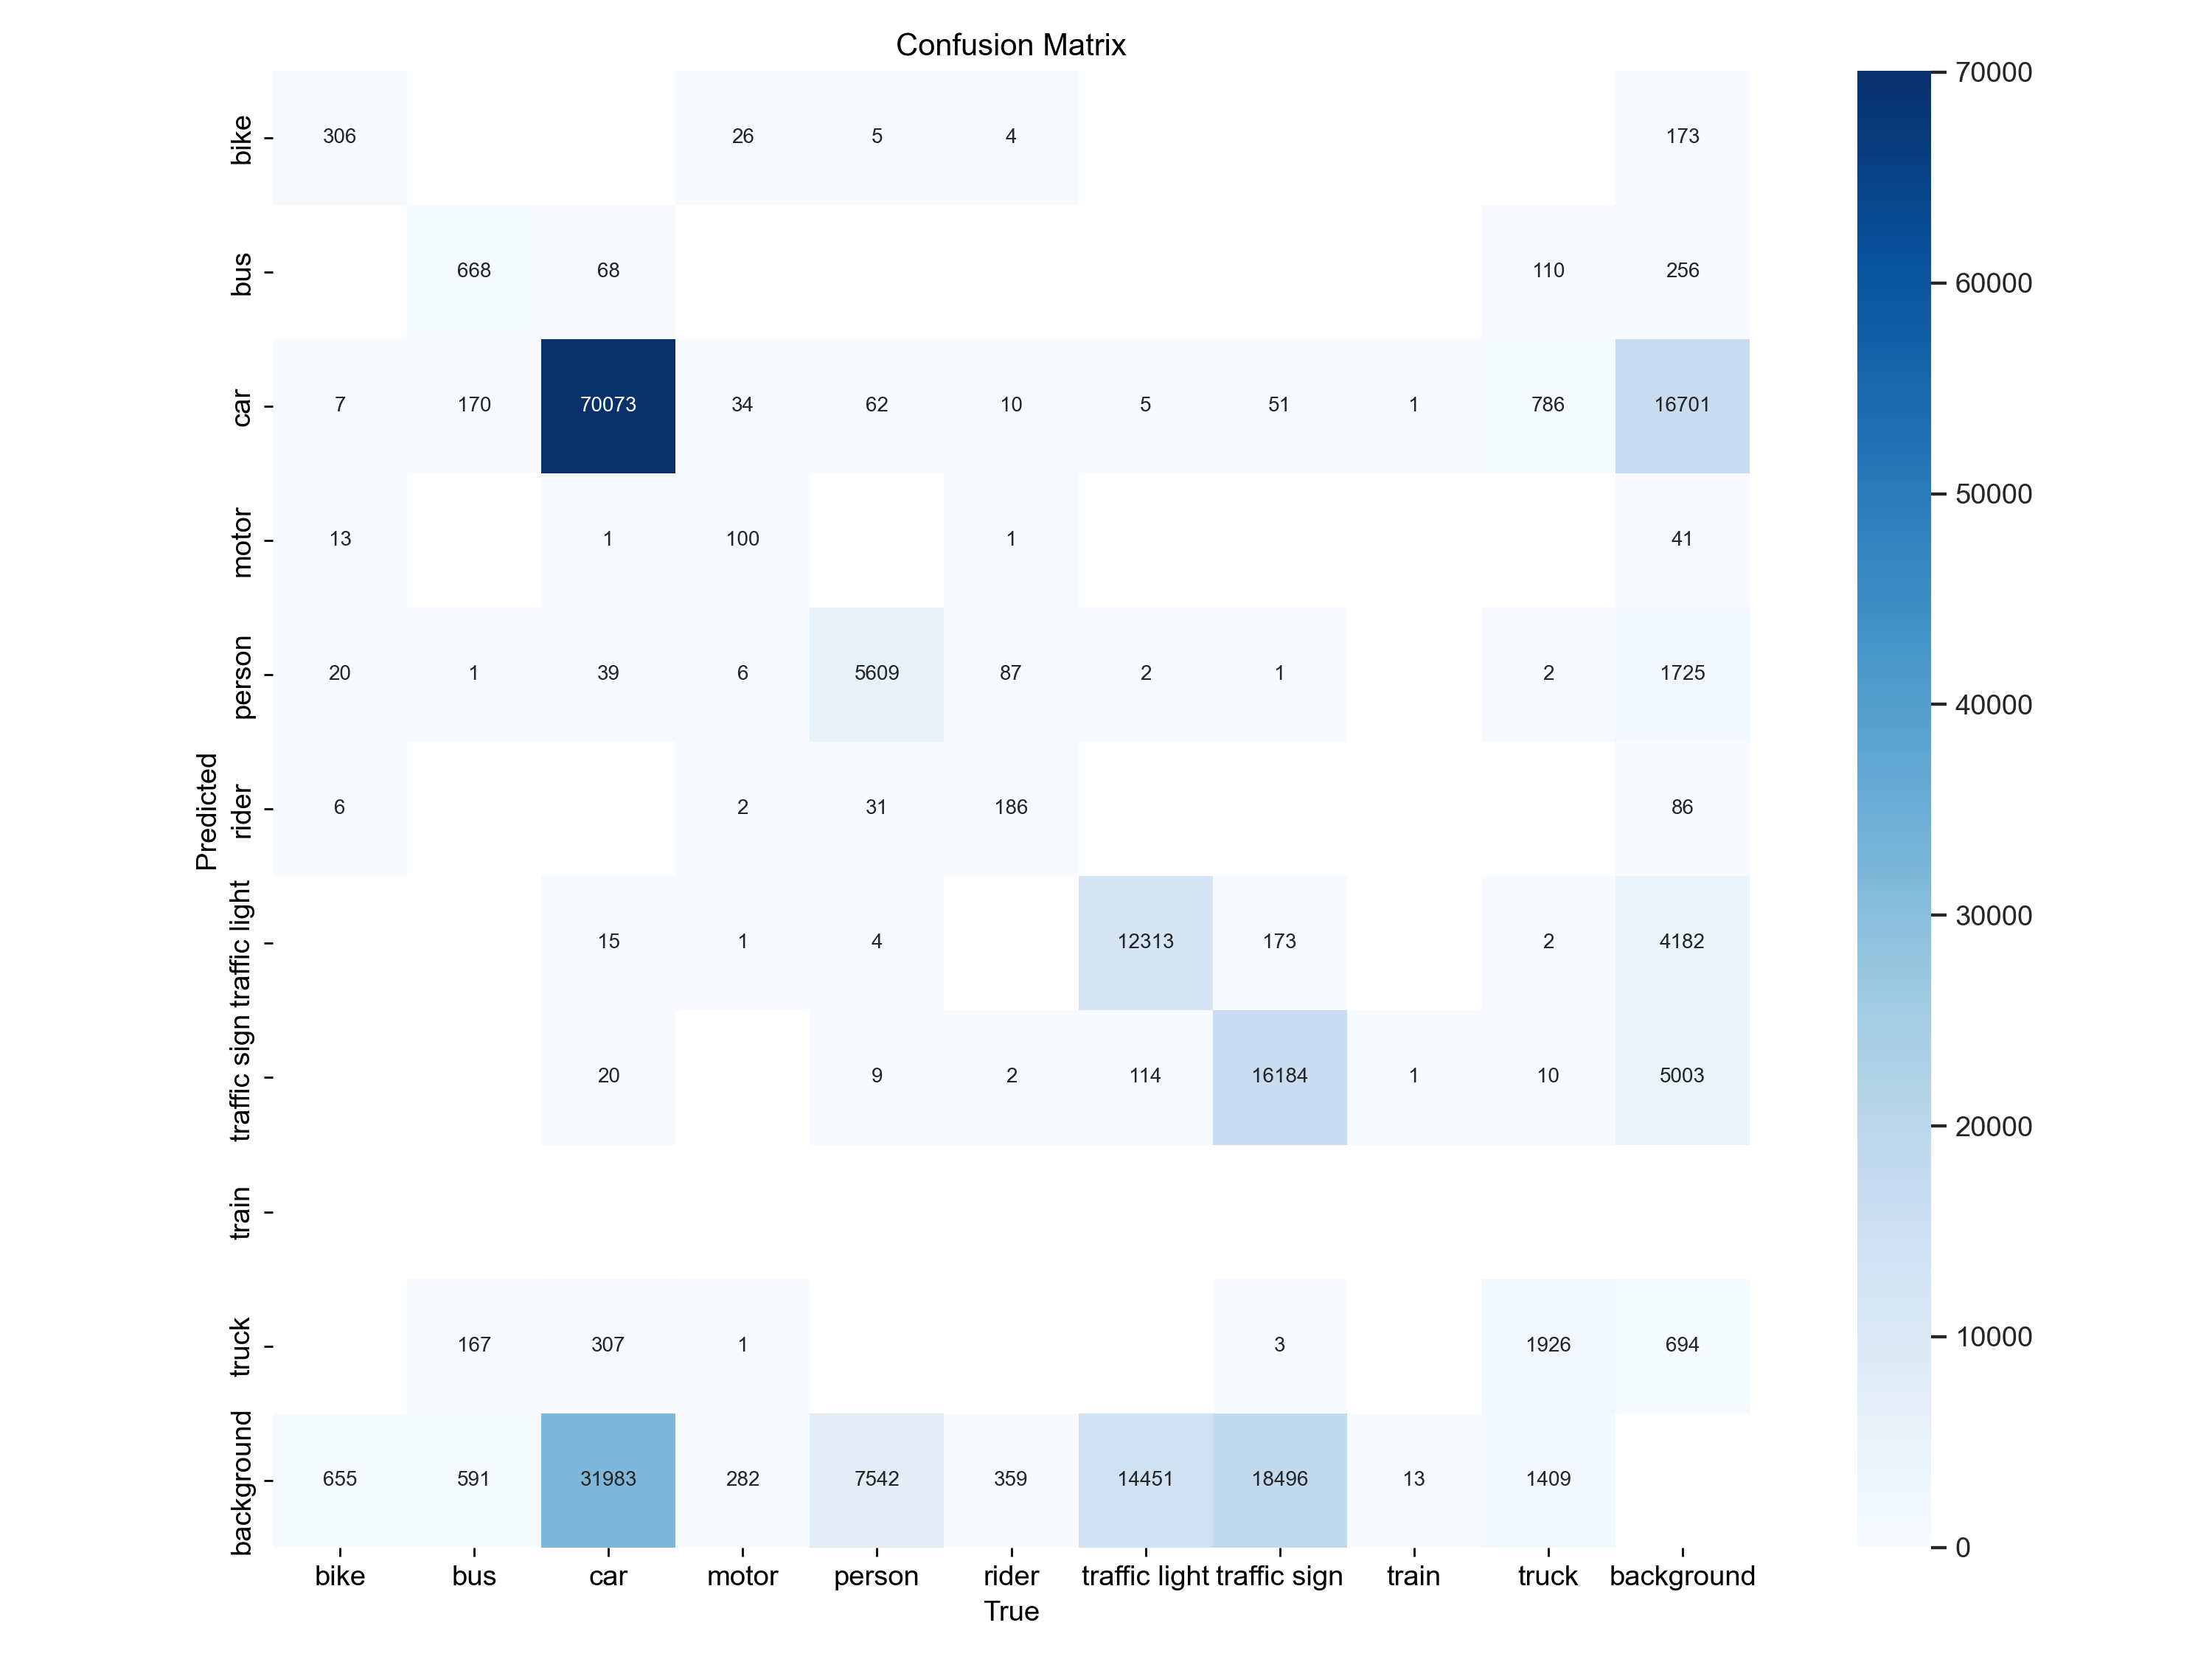 Confusion Matrix
bike 306 26 5 4 173
bus 668 68 110 256
car 7 170 70073 34 62 10 5 51 1 786 16701
motor 13 1 100 1 41
person 20 1 39 6 5609 87 2 1 2 1725
rider 6 2 31 186 86
traffic light 15 1 4 12313 173 2 4182
traffic sign 20 9 2 114 16184 1 10 5003
train
truck 167 307 1 3 1926 694
background 655 591 31983 282 7542 359 14451 18496 13 1409
Predicted
bike bus car motor person rider traffic light traffic sign train truck background
True
70000
60000
50000
40000
30000
20000
10000
0